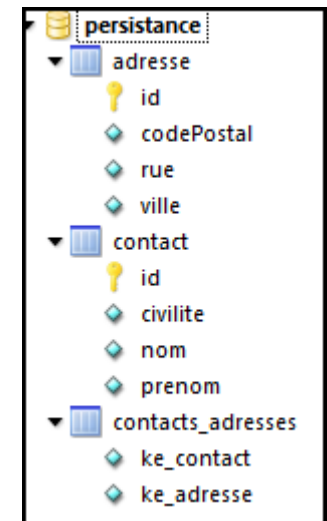 persistance
adresse
id
codePostal
rue
ville
contact
id
civilite
nom
prenom
contacts_adresses
ke_contact
ke_adresse